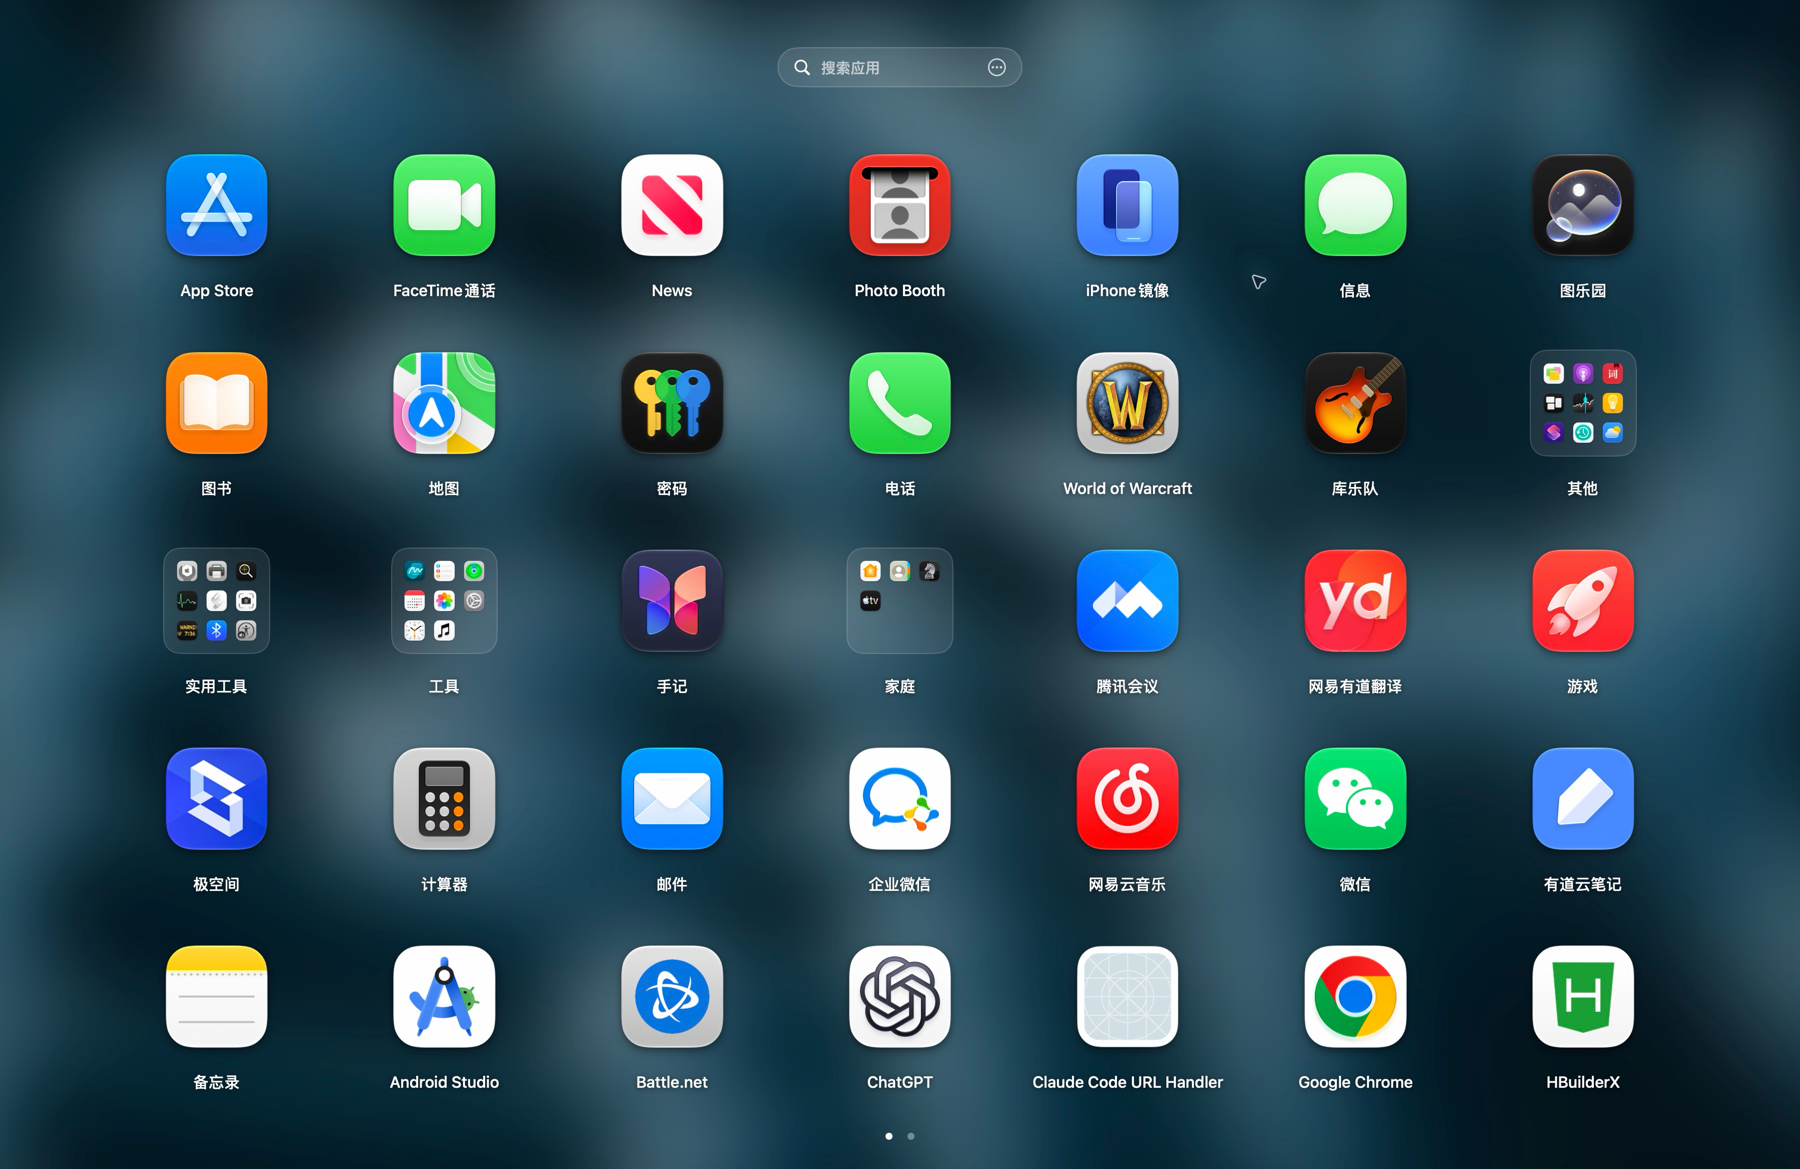 搜索应用
App Store
FaceTime通话
News
Photo Booth
iPhone镜像
信息
图乐园
图书
地图
密码
电话
World of Warcraft
库乐队
词
其他
实用工具
工具
手记
tv
家庭
腾讯会议
yd
网易有道翻译
游戏
极空间
计算器
邮件
企业微信
网易云音乐
微信
有道云笔记
备忘录
Android Studio
Battle.net
ChatGPT
Claude Code URL Handler
Google Chrome
H
HBuilderX